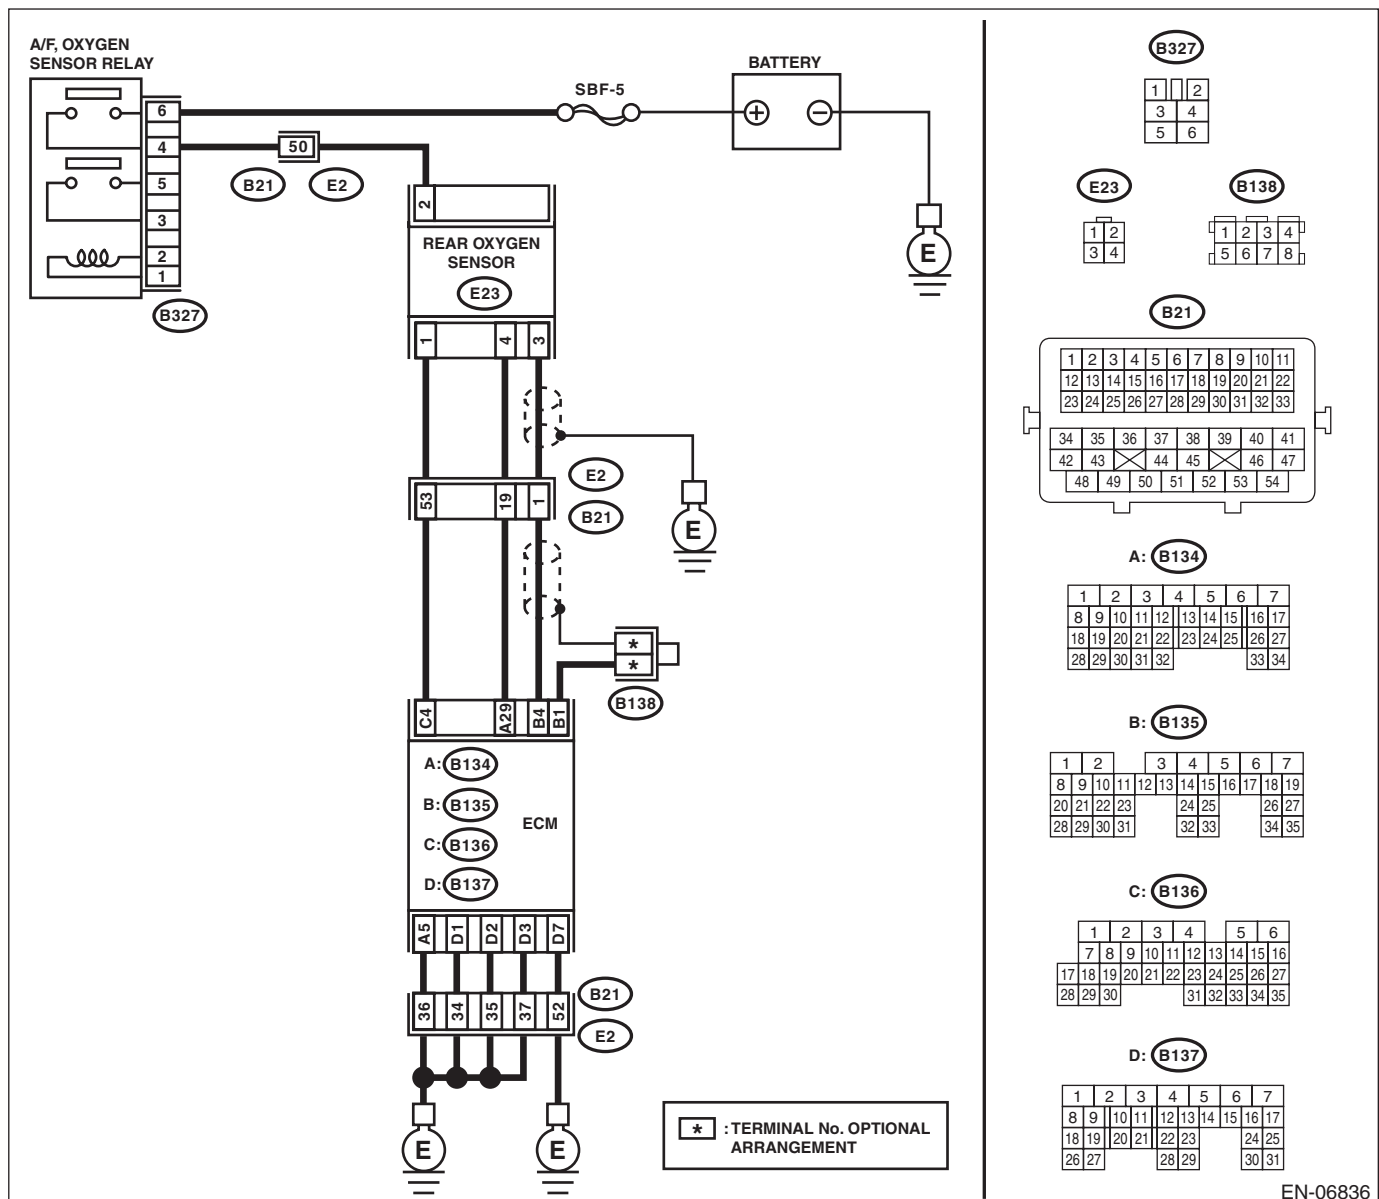 A/F, OXYGEN
SENSOR RELAY
6
4
5
3
2
1
B327
SBF-5
BATTERY
+
−
E
50
B21
E2
2
REAR OXYGEN
SENSOR
E23
1
4
3
E2
B21
53
19
1
E
*
*
B138
C4
A29
B4
B1
A: B134
B: B135
C: B136
D: B137
ECM
A5
D1
D2
D3
D7
B21
36
34
35
37
52
E2
E
E
* : TERMINAL No. OPTIONAL
ARRANGEMENT
B327
1 2
3 4
5 6
E23
1 2
3 4
B138
1 2 3 4
5 6 7 8
B21
1 2 3 4 5 6 7 8 9 10 11
12 13 14 15 16 17 18 19 20 21 22
23 24 25 26 27 28 29 30 31 32 33
34 35 36 37 38 39 40 41
42 43 44 45 46 47
48 49 50 51 52 53 54
A: B134
1 2 3 4 5 6 7
8 9 10 11 12 13 14 15 16 17
18 19 20 21 22 23 24 25 26 27
28 29 30 31 32 33 34
B: B135
1 2 3 4 5 6 7
8 9 10 11 12 13 14 15 16 17 18 19
20 21 22 23 24 25 26 27
28 29 30 31 32 33 34 35
C: B136
1 2 3 4 5 6
7 8 9 10 11 12 13 14 15 16
17 18 19 20 21 22 23 24 25 26 27
28 29 30 31 32 33 34 35
D: B137
1 2 3 4 5 6 7
8 9 10 11 12 13 14 15 16 17
18 19 20 21 22 23 24 25
26 27 28 29 30 31
EN-06836